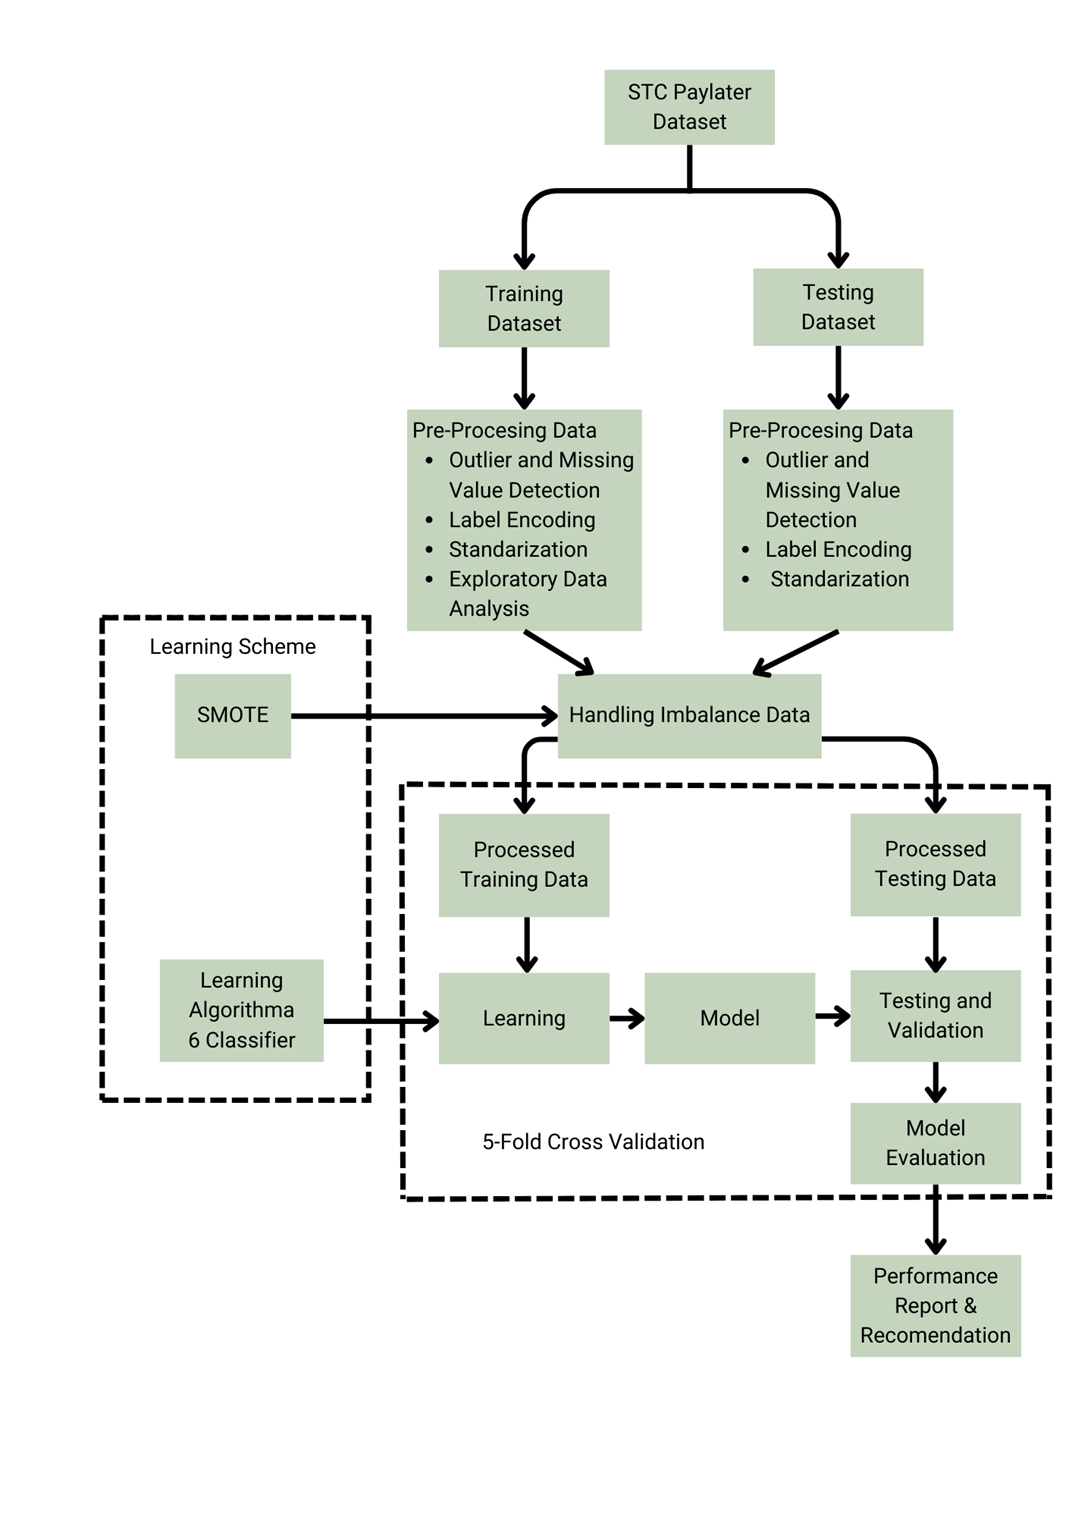 STC Paylater
Dataset
Training
Dataset
Testing
Dataset
Pre-Procesing Data
• Outlier and Missing
Value Detection
• Label Encoding
• Standarization
• Exploratory Data
Analysis
Pre-Procesing Data
• Outlier and
Missing Value
Detection
• Label Encoding
• Standarization
Learning Scheme
SMOTE
Handling Imbalance Data
Processed
Training Data
Processed
Testing Data
Learning
Algorithma
6 Classifier
Learning
Model
Testing and
Validation
5-Fold Cross Validation
Model
Evaluation
Performance
Report &
Recomendation